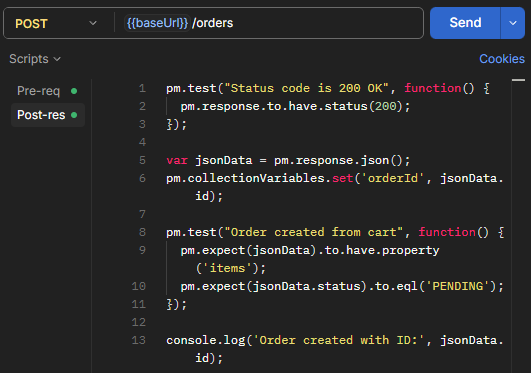 POST {{baseUrl}} /orders Send
Scripts Cookies
Pre-req
Post-res
1 pm.test("Status code is 200 OK", function() {
2 pm.response.to.have.status(200);
3 });
4
5 var jsonData = pm.response.json();
6 pm.collectionVariables.set('orderId', jsonData.
id);
7
8 pm.test("Order created from cart", function() {
9 pm.expect(jsonData).to.have.property
('items');
10 pm.expect(jsonData.status).to.eql('PENDING');
11 });
12
13 console.log('Order created with ID:', jsonData.
id);